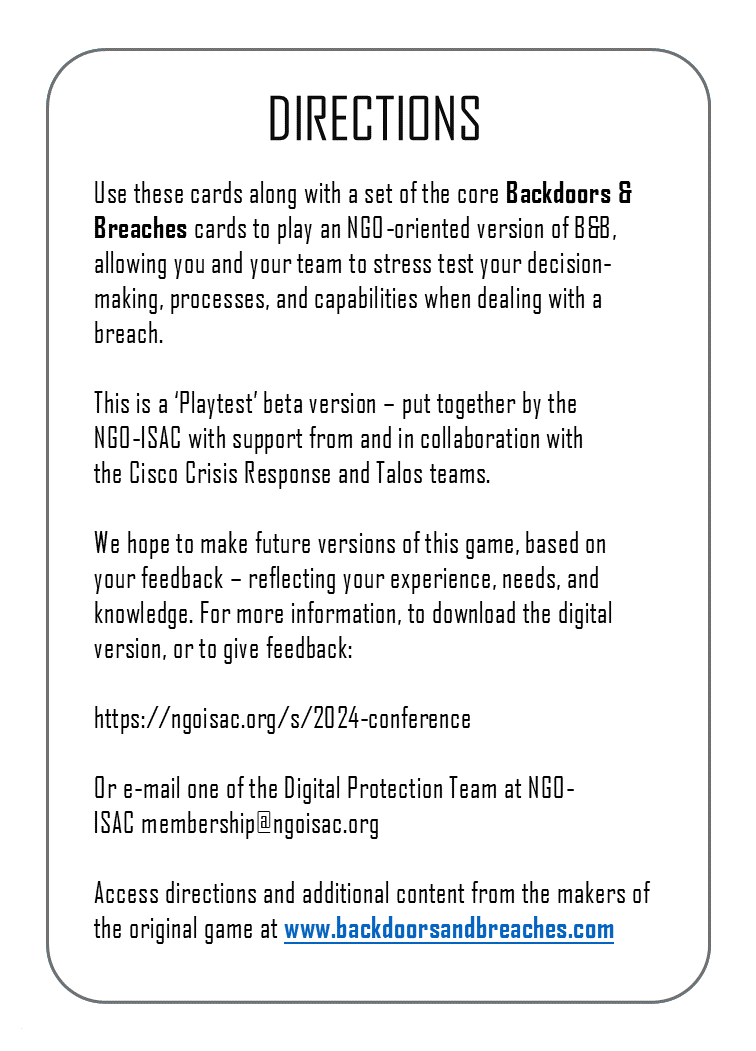 DIRECTIONS
Use these cards along with a set of the core Backdoors &
Breaches cards to play an NGO-oriented version of B&B,
allowing you and your team to stress test your decision-
making, processes, and capabilities when dealing with a
breach.
This is a ‘Playtest’ beta version – put together by the
NGO-ISAC with support from and in collaboration with
the Cisco Crisis Response and Talos teams.
We hope to make future versions of this game, based on
your feedback – reflecting your experience, needs, and
knowledge. For more information, to download the digital
version, or to give feedback:
https://ngoisac.org/s/2024-conference
Or e-mail one of the Digital Protection Team at NGO-
ISAC membership@ngoisac.org
Access directions and additional content from the makers of
the original game at www.backdoorsandbreaches.com